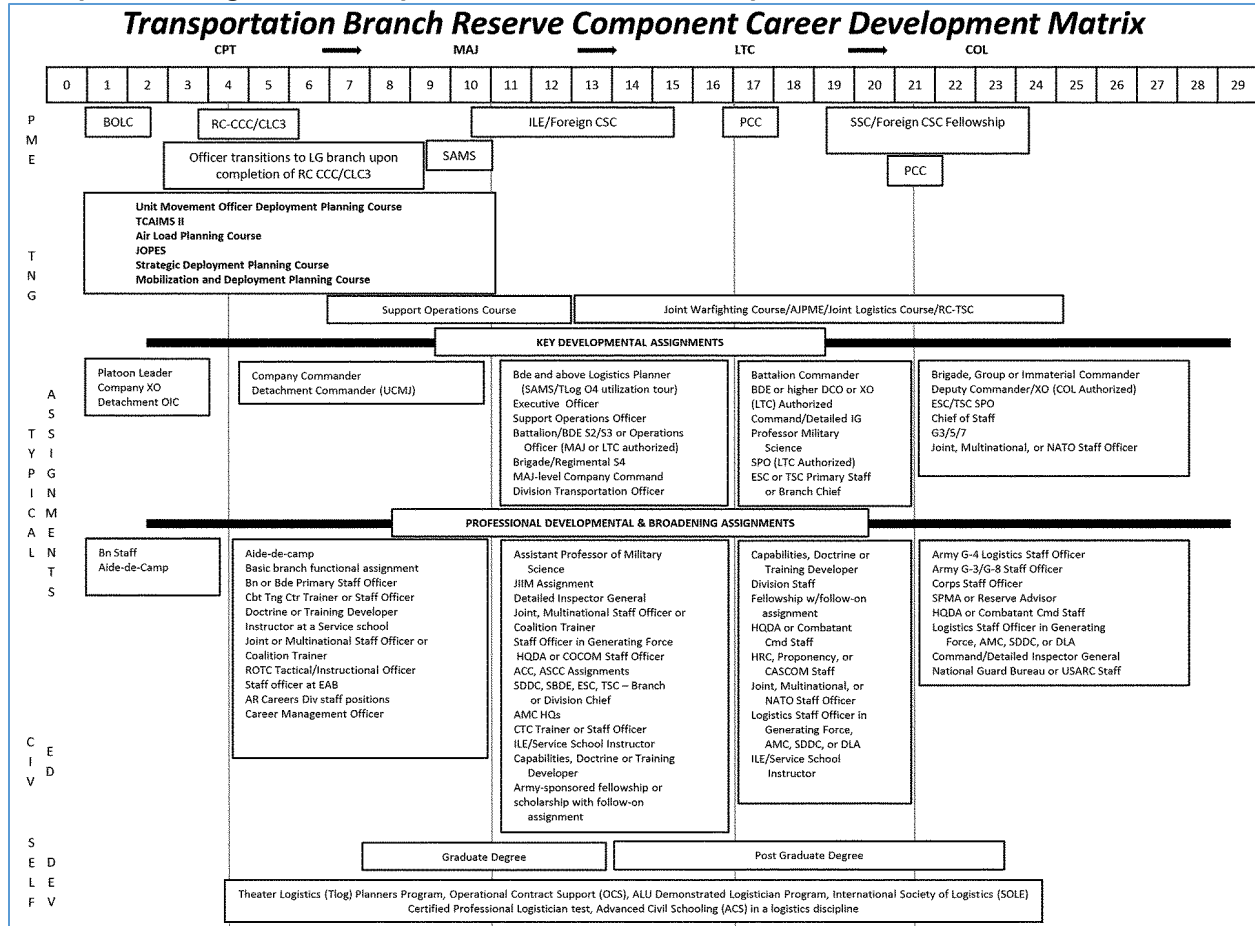 Transportation Branch Reserve Component Career Development Matrix
CPT MAJ LTC COL
0 1 2 3 4 5 6 7 8 9 10 11 12 13 14 15 16 17 18 19 20 21 22 23 24 25 26 27 28 29
PME
BOLC
RC-CCC/CLC3
ILE/Foreign CSC
PCC
SSC/Foreign CSC Fellowship
Officer transitions to LG branch upon
completion of RC CCC/CLC3
SAMS
PCC
TNG
Unit Movement Officer Deployment Planning Course
TCAIMS II
Air Load Planning Course
JOPES
Strategic Deployment Planning Course
Mobilization and Deployment Planning Course
Support Operations Course
Joint Warfighting Course/AJPME/Joint Logistics Course/RC-TSC
TYPICAL
ASSIGNMENTS
KEY DEVELOPMENTAL ASSIGNMENTS
Platoon Leader
Company XO
Detachment OIC
Company Commander
Detachment Commander (UCMJ)
Bde and above Logistics Planner
(SAMS/TLog O4 utilization tour)
Executive Officer
Support Operations Officer
Battalion/BDE S2/S3 or Operations
Officer (MAJ or LTC authorized)
Brigade/Regimental S4
MAJ-level Company Command
Division Transportation Officer
Battalion Commander
BDE or higher DCO or XO
(LTC) Authorized
Command/Detailed IG
Professor Military
Science
SPO (LTC Authorized)
ESC or TSC Primary Staff
or Branch Chief
Brigade, Group or Immaterial Commander
Deputy Commander/XO (COL Authorized)
ESC/TSC SPO
Chief of Staff
G3/5/7
Joint, Multinational, or NATO Staff Officer
PROFESSIONAL DEVELOPMENTAL & BROADENING ASSIGNMENTS
Bn Staff
Aide-de-Camp
Aide-de-camp
Basic branch functional assignment
Bn or Bde Primary Staff Officer
Cbt Tng Ctr Trainer or Staff Officer
Doctrine or Training Developer
Instructor at a Service school
Joint or Multinational Staff Officer or
Coalition Trainer
ROTC Tactical/Instructional Officer
Staff officer at EAB
AR Careers Div staff positions
Career Management Officer
Assistant Professor of Military
Science
JIIM Assignment
Detailed Inspector General
Joint, Multinational Staff Officer or
Coalition Trainer
Staff Officer in Generating Force
HQDA or COCOM Staff Officer
ACC, ASCC Assignments
SDDC, SBDE, ESC, TSC – Branch
or Division Chief
AMC HQs
CTC Trainer or Staff Officer
ILE/Service School Instructor
Capabilities, Doctrine or Training
Developer
Army-sponsored fellowship or
scholarship with follow-on
assignment
Capabilities, Doctrine or
Training Developer
Division Staff
Fellowship w/follow-on
assignment
HQDA or Combatant
Cmd Staff
HRC, Proponency, or
CASCOM Staff
Joint, Multinational, or
NATO Staff Officer
Logistics Staff Officer in
Generating Force,
AMC, SDDC, or DLA
ILE/Service School
Instructor
Army G-4 Logistics Staff Officer
Army G-3/G-8 Staff Officer
Corps Staff Officer
SPMA or Reserve Advisor
HQDA or Combatant Cmd Staff
Logistics Staff Officer in Generating
Force, AMC, SDDC, or DLA
Command/Detailed Inspector General
National Guard Bureau or USARC Staff
CIV
ED
Graduate Degree
Post Graduate Degree
SELF
DEV
Theater Logistics (Tlog) Planners Program, Operational Contract Support (OCS), ALU Demonstrated Logistician Program, International Society of Logistics (SOLE)
Certified Professional Logistician test, Advanced Civil Schooling (ACS) in a logistics discipline